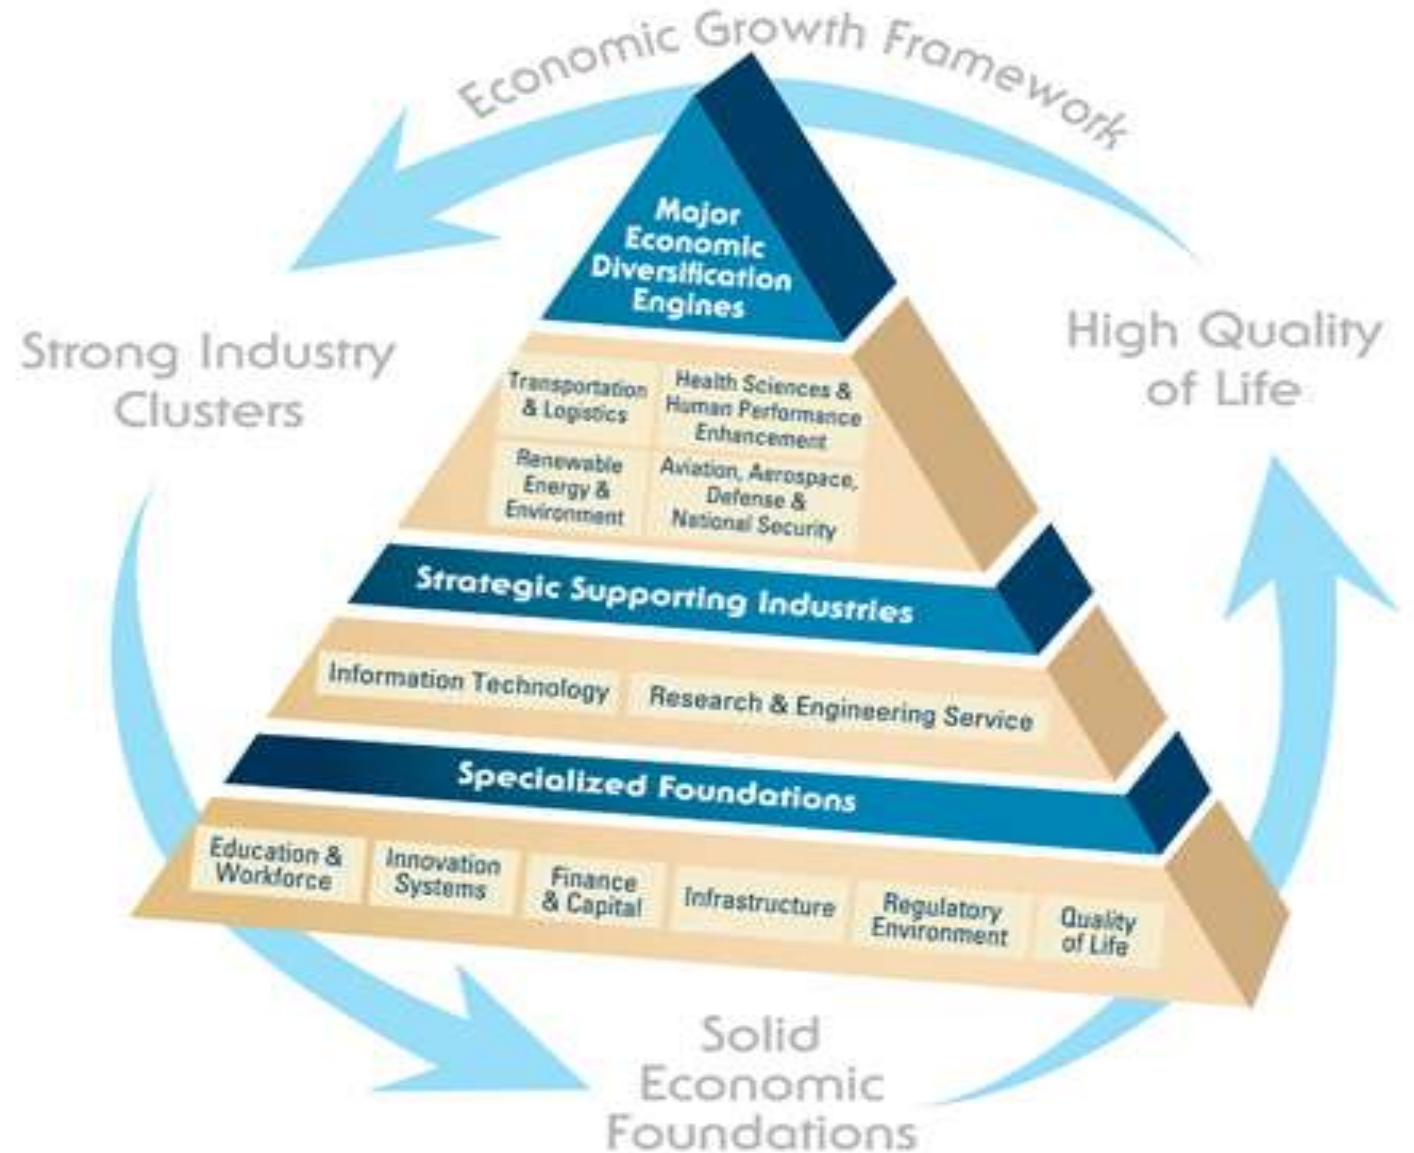 Economic Growth Framework
Major
Economic
Diversification
Engines
Strong Industry
Clusters
High Quality
of Life
Transportation
& Logistics
Health Sciences &
Human Performance
Enhancement
Renewable
Energy &
Environment
Aviation, Aerospace,
Defense &
National Security
Strategic Supporting Industries
Information Technology
Research & Engineering Service
Specialized Foundations
Education &
Workforce
Innovation
Systems
Finance
& Capital
Infrastructure
Regulatory
Environment
Quality
of Life
Solid
Economic
Foundations